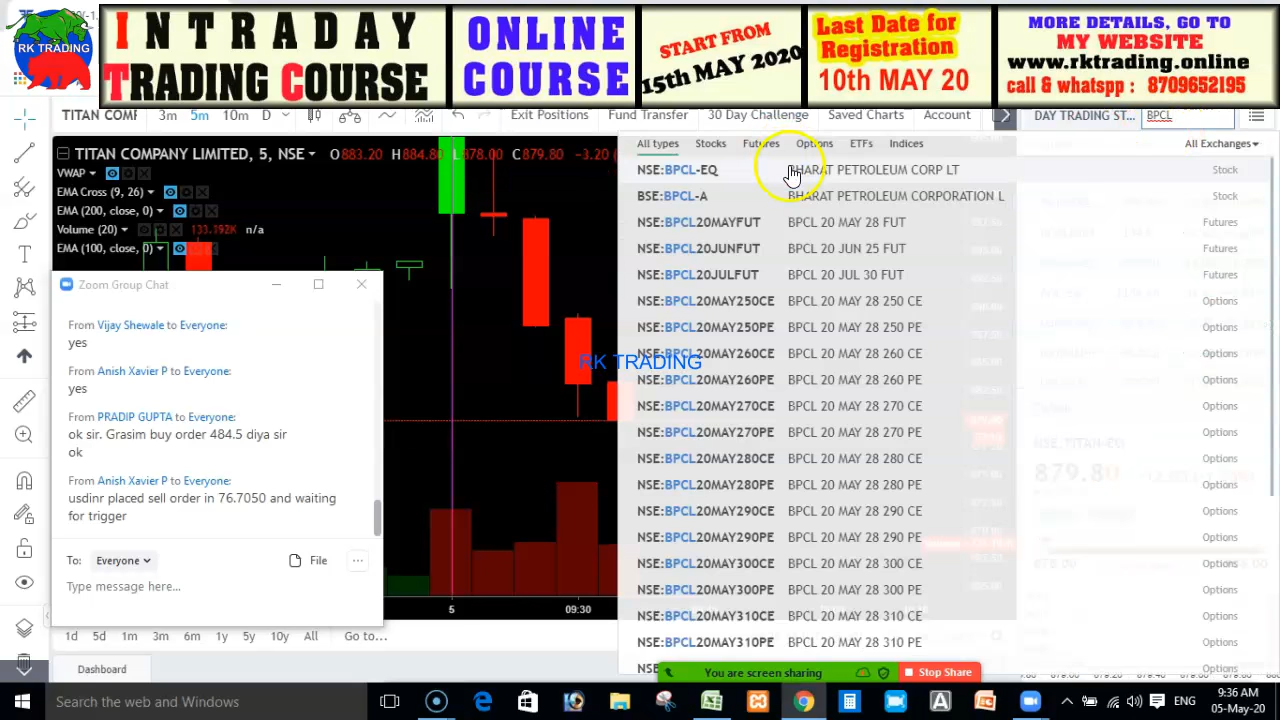 RK TRADING
INTRADAY
TRADING COURSE
ONLINE
COURSE
START FROM
15th MAY 2020
Last Date for
Registration
10th MAY 20
MORE DETAILS, GO TO
MY WEBSITE
www.rktrading.online
call & whatsapp : 8709652195
TITAN COMP
3m 5m 10m D
Exit Positions Fund Transfer 30 Day Challenge Saved Charts Account
DAY TRADING ST... BPCL
TITAN COMPANY LIMITED, 5, NSE
O883.20 H884.80 L878.00 C879.80 -3.20
VWAP
EMA Cross (9, 26)
EMA (200, close, 0)
Volume (20) 133.192K n/a
EMA (100, close, 0)
All types Stocks Futures Options ETFs Indices All Exchanges
NSE:BPCL-EQ BHARAT PETROLEUM CORP LT Stock
BSE:BPCL-A BHARAT PETROLEUM CORPORATION L Stock
NSE:BPCL20MAYFUT BPCL 20 MAY 28 FUT Futures
NSE:BPCL20JUNFUT BPCL 20 JUN 25 FUT Futures
NSE:BPCL20JULFUT BPCL 20 JUL 30 FUT Futures
NSE:BPCL20MAY250CE BPCL 20 MAY 28 250 CE Options
NSE:BPCL20MAY250PE BPCL 20 MAY 28 250 PE Options
NSE:BPCL20MAY260CE BPCL 20 MAY 28 260 CE Options
NSE:BPCL20MAY260PE BPCL 20 MAY 28 260 PE Options
NSE:BPCL20MAY270CE BPCL 20 MAY 28 270 CE Options
NSE:BPCL20MAY270PE BPCL 20 MAY 28 270 PE Options
NSE:BPCL20MAY280CE BPCL 20 MAY 28 280 CE Options
NSE:BPCL20MAY280PE BPCL 20 MAY 28 280 PE Options
NSE:BPCL20MAY290CE BPCL 20 MAY 28 290 CE Options
NSE:BPCL20MAY290PE BPCL 20 MAY 28 290 PE Options
NSE:BPCL20MAY300CE BPCL 20 MAY 28 300 CE Options
NSE:BPCL20MAY300PE BPCL 20 MAY 28 300 PE Options
NSE:BPCL20MAY310CE BPCL 20 MAY 28 310 CE Options
NSE:BPCL20MAY310PE BPCL 20 MAY 28 310 PE Options
Options
NSE_TITAN-EQ
879.80
RK TRADING
Zoom Group Chat
From Vijay Shewale to Everyone:
yes
From Anish Xavier P to Everyone:
yes
From PRADIP GUPTA to Everyone:
ok sir. Grasim buy order 484.5 diya sir
ok
From Anish Xavier P to Everyone:
usdinr placed sell order in 76.7050 and waiting
for trigger
To: Everyone File
Type message here...
5 09:30
1d 5d 1m 3m 6m 1y 5y All Go to...
Dashboard
You are screen sharing Stop Share
Search the web and Windows
ENG
9:36 AM
05-May-20